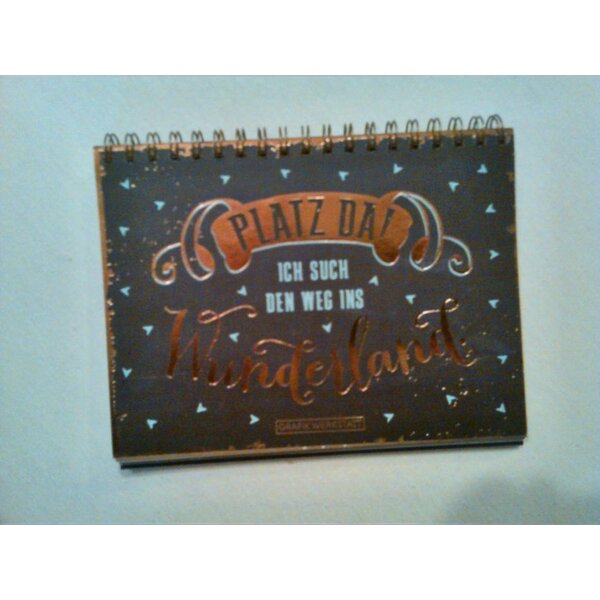 PLATZ DA!
ICH SUCH
DEN WEG INS
Wunderland
GRAFIK WERKSTATT